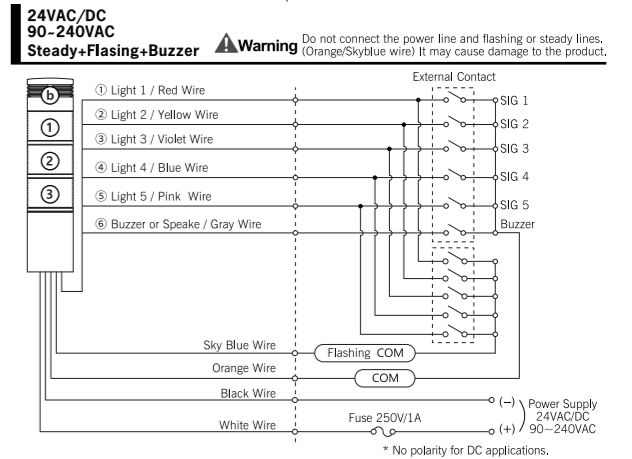 24VAC/DC
90~240VAC
Steady+Flasing+Buzzer
Warning
Do not connect the power line and flashing or steady lines.
(Orange/Skyblue wire) It may cause damage to the product.
External Contact
b
1
2
3
① Light 1 / Red Wire
SIG 1
② Light 2 / Yellow Wire
SIG 2
③ Light 3 / Violet Wire
SIG 3
④ Light 4 / Blue Wire
SIG 4
⑤ Light 5 / Pink Wire
SIG 5
⑥ Buzzer or Speake / Gray Wire
Buzzer
Sky Blue Wire
Flashing COM
Orange Wire
COM
Black Wire
(−)
Power Supply
24VAC/DC
90~240VAC
White Wire
Fuse 250V/1A
(+)
* No polarity for DC applications.